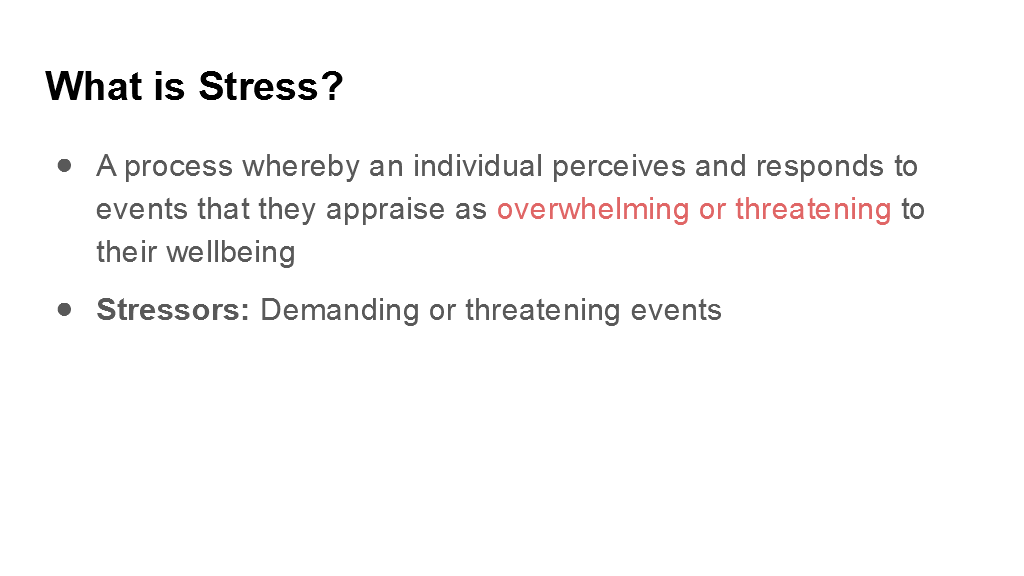 What is Stress?
● A process whereby an individual perceives and responds to
events that they appraise as overwhelming or threatening to
their wellbeing
● Stressors: Demanding or threatening events